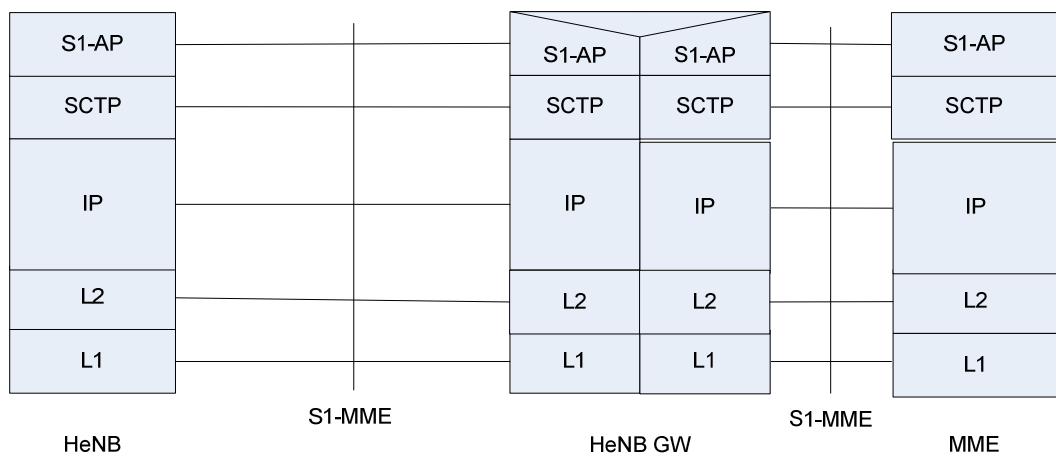 S1-AP S1-AP S1-AP S1-AP
SCTP SCTP SCTP SCTP
IP IP IP IP
L2 L2 L2 L2
L1 L1 L1 L1
S1-MME S1-MME
HeNB HeNB GW MME